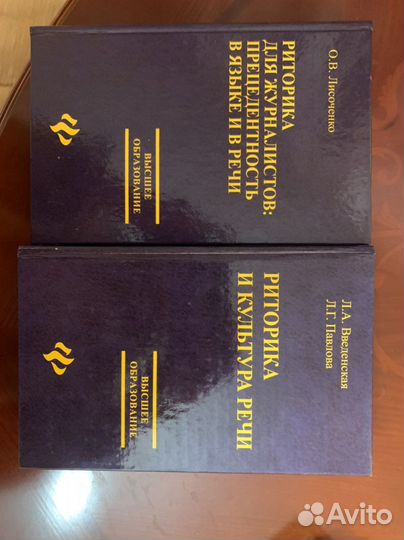 О.В. Лисоченко
РИТОРИКА
ДЛЯ ЖУРНАЛИСТОВ:
ПРЕЦЕДЕНТНОСТЬ
В ЯЗЫКЕ И В РЕЧИ
ВЫСШЕЕ
ОБРАЗОВАНИЕ
Л.А. Введенская
Л.Г. Павлова
РИТОРИКА
И КУЛЬТУРА РЕЧИ
ВЫСШЕЕ
ОБРАЗОВАНИЕ
Avito